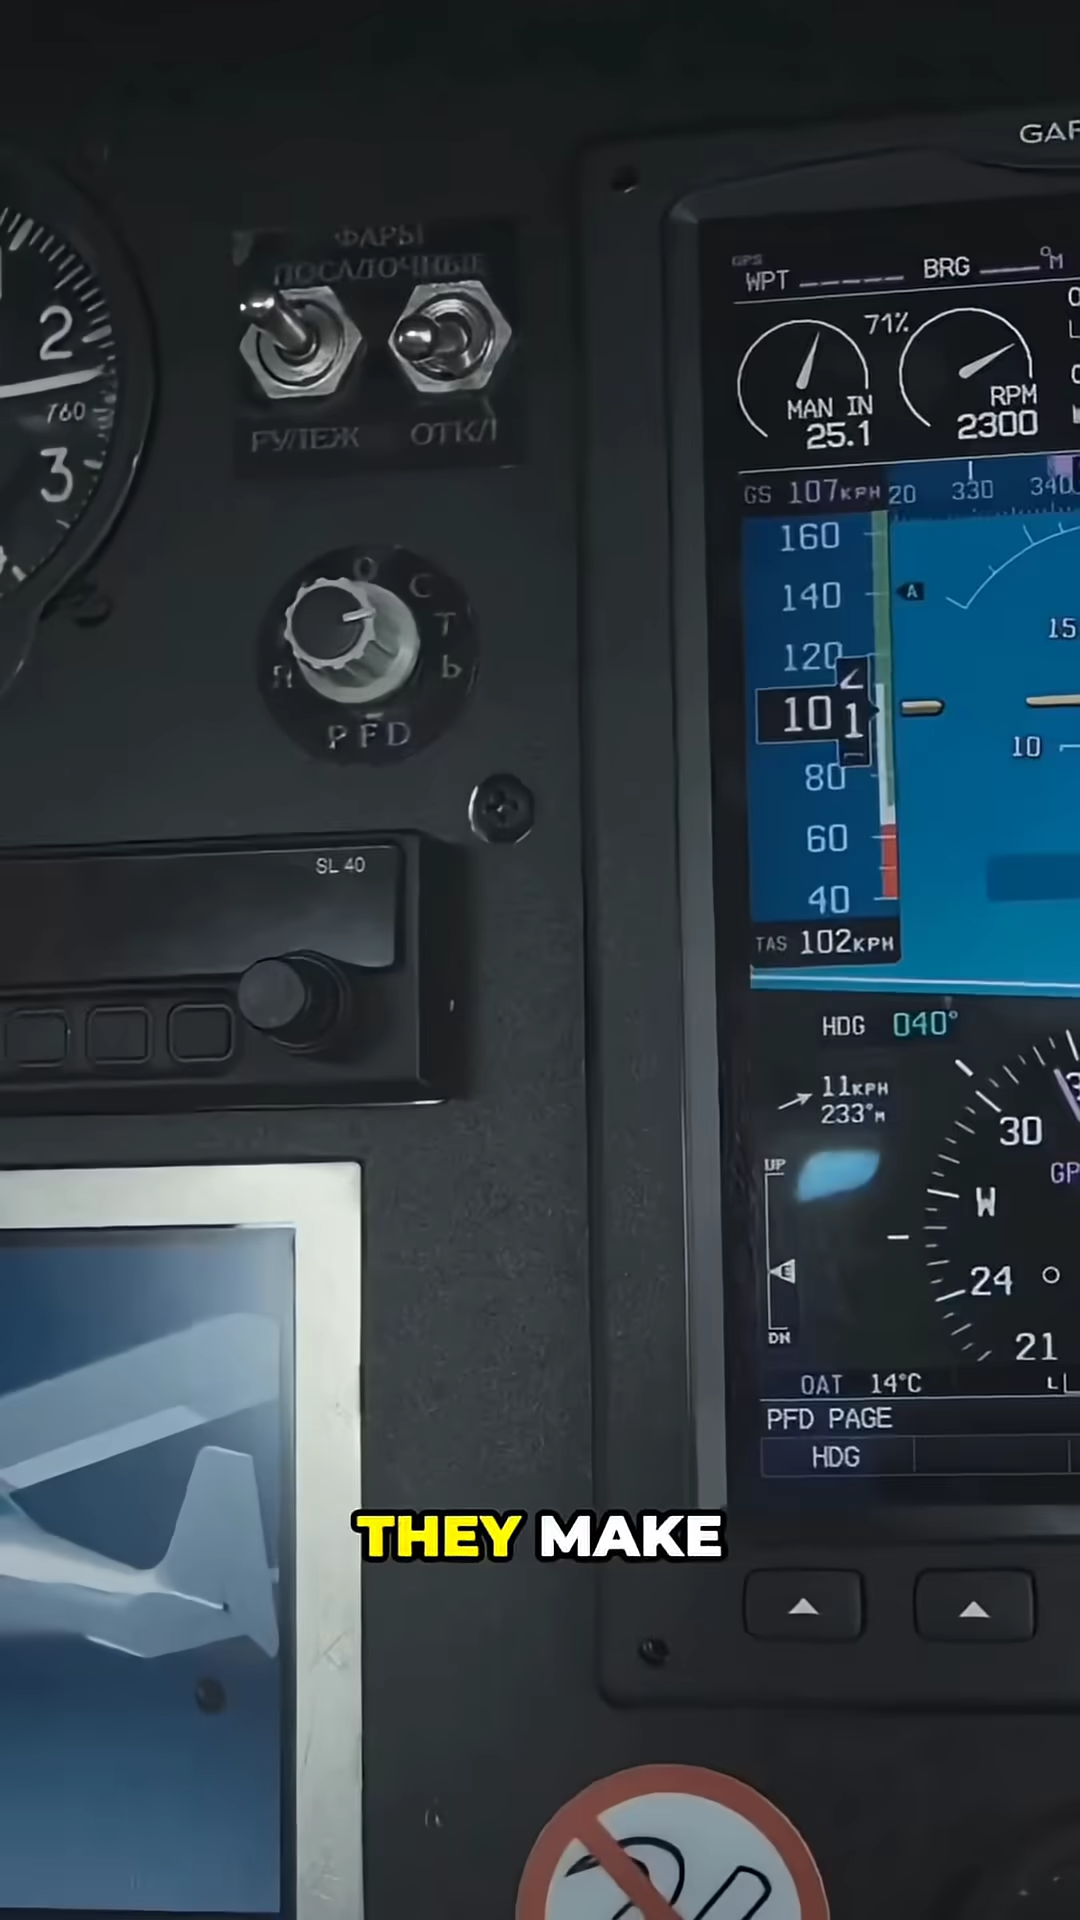 ФАРЫ
ПОСАДОЧНЫЕ
РУЛЕЖ ОТКЛ
2
760
3
Я О С Т Ь
PFD
SL 40
GPS
WPT _____ BRG ___°M
71%
MAN IN
25.1
RPM
2300
GS 107KPH
20 330 340
160
140
120
101
80
60
40
A
15
10
TAS 102KPH
HDG 040°
11KPH
233°M
UP
E
DN
30
W
24
21
OAT 14°C
PFD PAGE
HDG
THEY MAKE